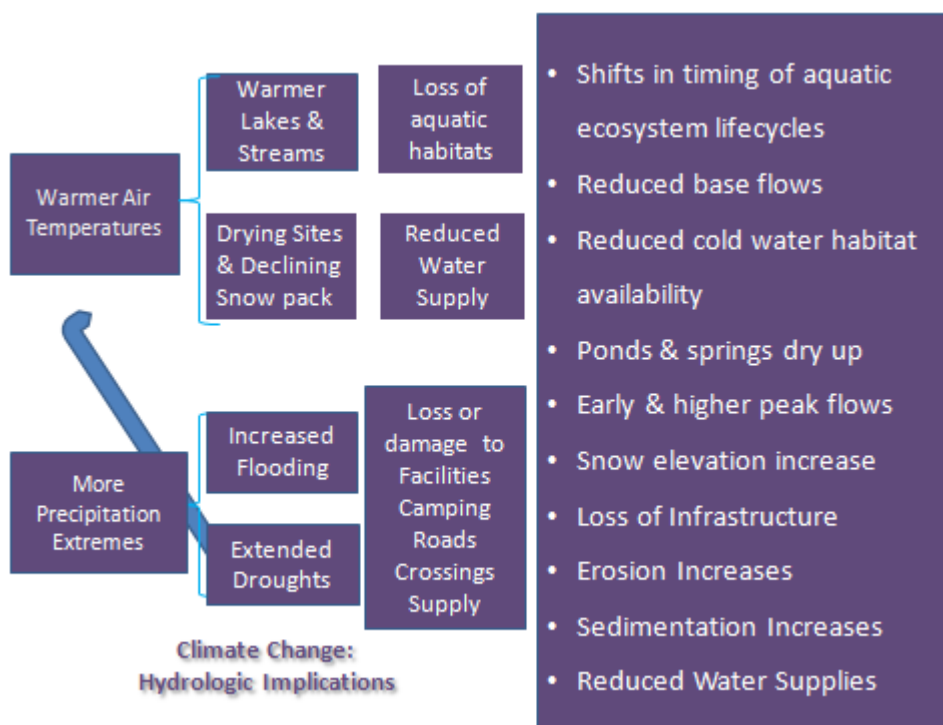 Warmer Air
Temperatures
Warmer
Lakes &
Streams
Loss of
aquatic
habitats
Drying Sites
& Declining
Snow pack
Reduced
Water
Supply
More
Precipitation
Extremes
Increased
Flooding
Extended
Droughts
Loss or
damage to
Facilities
Camping
Roads
Crossings
Supply
Climate Change:
Hydrologic Implications
• Shifts in timing of aquatic
ecosystem lifecycles
• Reduced base flows
• Reduced cold water habitat
availability
• Ponds & springs dry up
• Early & higher peak flows
• Snow elevation increase
• Loss of Infrastructure
• Erosion Increases
• Sedimentation Increases
• Reduced Water Supplies